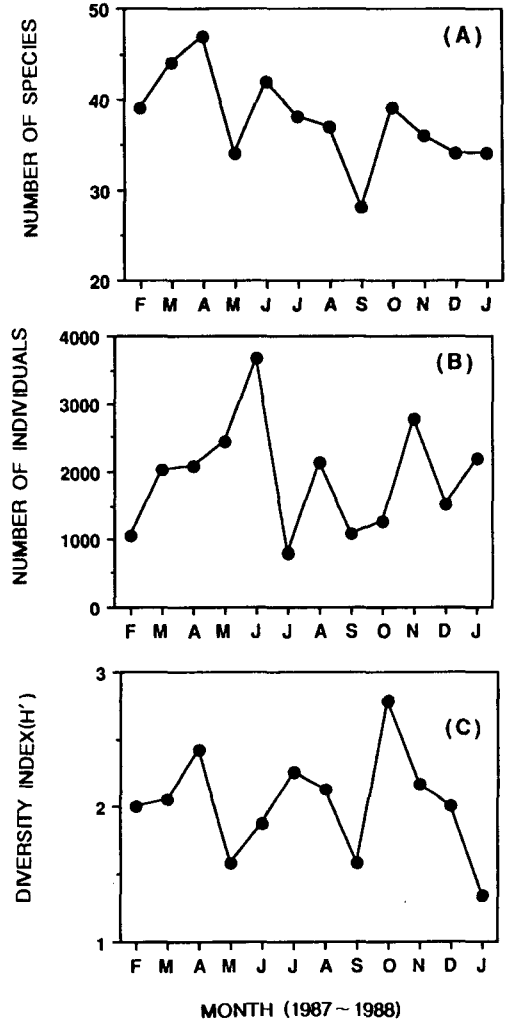 NUMBER OF SPECIES
50
40
30
20
(A)
F M A M J J A S O N D J
NUMBER OF INDIVIDUALS
4000
3000
2000
1000
0
(B)
F M A M J J A S O N D J
DIVERSITY INDEX(H′)
3
2
1
(C)
F M A M J J A S O N D J
MONTH (1987~1988)